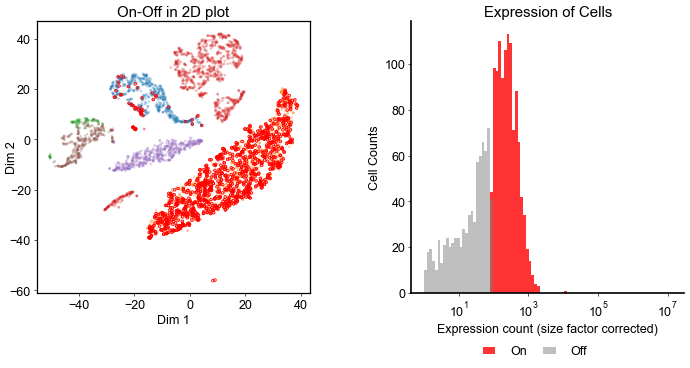 On-Off in 2D plot
Dim 2
40
20
0
−20
−40
−60
−40
−20
0
20
40
Dim 1
Expression of Cells
Cell Counts
100
80
60
40
20
0
10^1
10^3
10^5
10^7
Expression count (size factor corrected)
On
Off